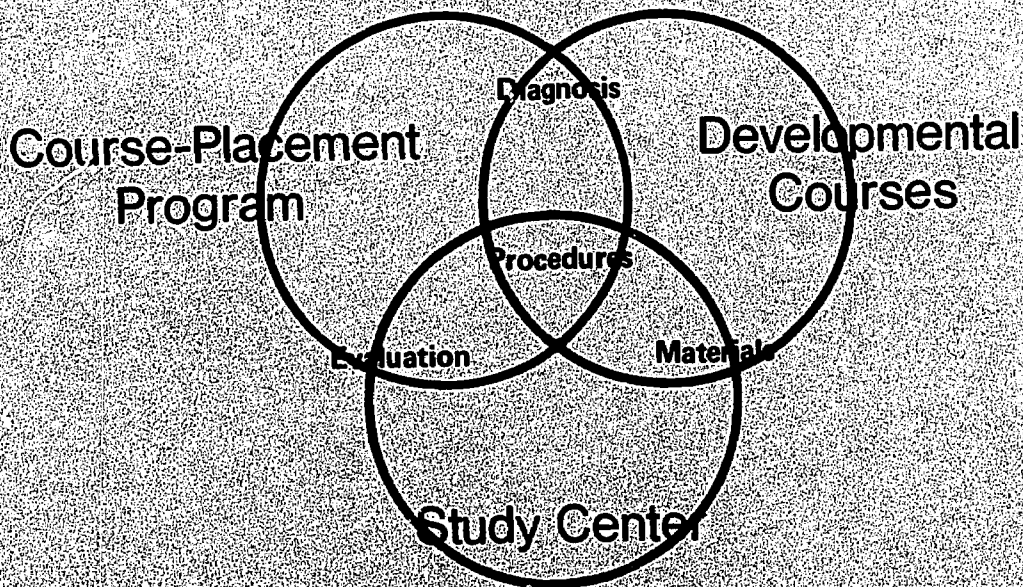 Diagnosis
Course-Placement
Program
Developmental
Courses
Procedures
Evaluation
Materials
Study Center